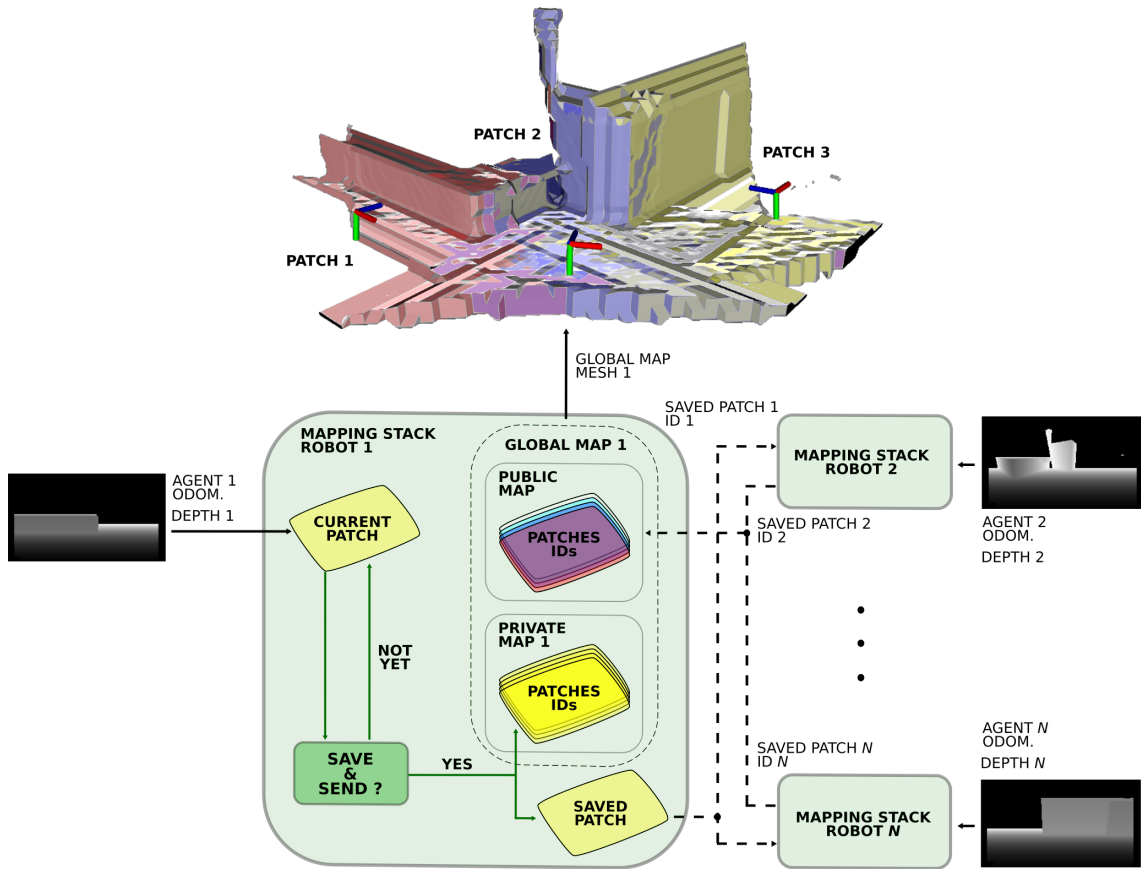 PATCH 2
PATCH 3
PATCH 1
GLOBAL MAP
MESH 1
MAPPING STACK
ROBOT 1
GLOBAL MAP 1
PUBLIC
MAP
PATCHES
IDs
PRIVATE
MAP 1
PATCHES
IDs
AGENT 1
ODOM.
DEPTH 1
CURRENT
PATCH
NOT
YET
SAVE
&
SEND ?
YES
SAVED
PATCH
SAVED PATCH 1
ID 1
MAPPING STACK
ROBOT 2
SAVED PATCH 2
ID 2
AGENT 2
ODOM.
DEPTH 2
SAVED PATCH N
ID N
AGENT N
ODOM.
DEPTH N
MAPPING STACK
ROBOT N